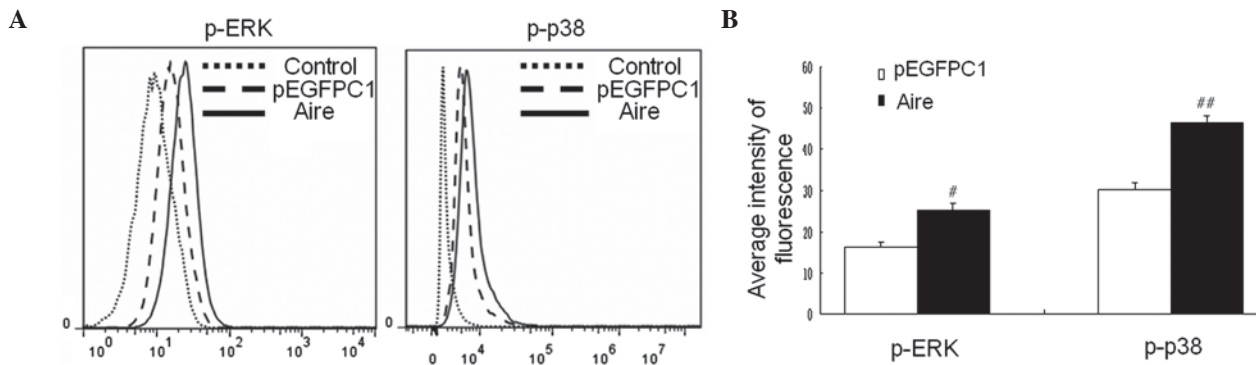 A
p-ERK
Control
pEGFPC1
Aire
0
10^0 10^1 10^2 10^3 10^4
p-p38
Control
pEGFPC1
Aire
0
0 10^4 10^5 10^6 10^7
B
pEGFPC1
Aire
Average intensity of
fluorescence
60
50
40
30
20
10
0
#
##
p-ERK p-p38